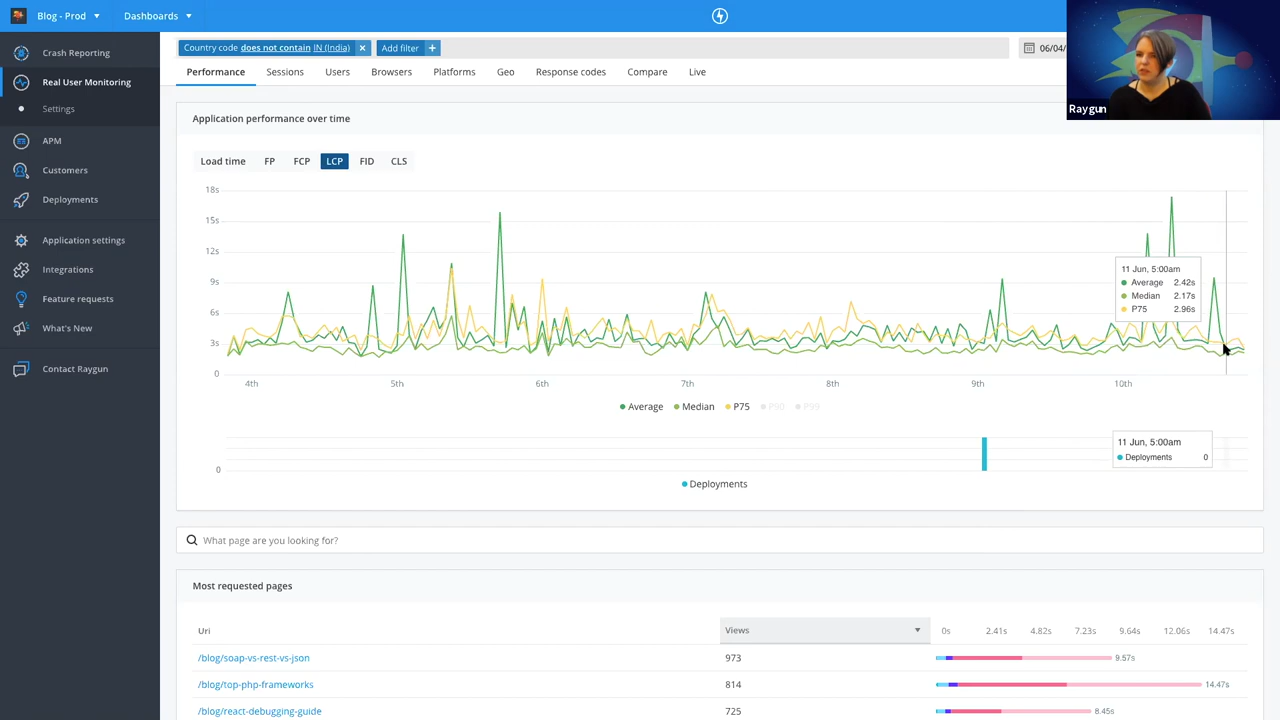 Blog - Prod
Dashboards
Crash Reporting
Real User Monitoring
Settings
APM
Customers
Deployments
Application settings
Integrations
Feature requests
What's New
Contact Raygun
Country code does not contain IN (India) ×
Add filter +
06/04/
Raygun
Performance Sessions Users Browsers Platforms Geo Response codes Compare Live
Application performance over time
Load time FP FCP LCP FID CLS
18s
15s
12s
9s
6s
3s
0
11 Jun, 5:00am
Average 2.42s
Median 2.17s
P75 2.96s
4th 5th 6th 7th 8th 9th 10th
Average Median P75 P90 P99
0
11 Jun, 5:00am
Deployments 0
Deployments
What page are you looking for?
Most requested pages
Uri Views 0s 2.41s 4.82s 7.23s 9.64s 12.06s 14.47s
/blog/soap-vs-rest-vs-json 973 9.57s
/blog/top-php-frameworks 814 14.47s
/blog/react-debugging-guide 725 8.45s